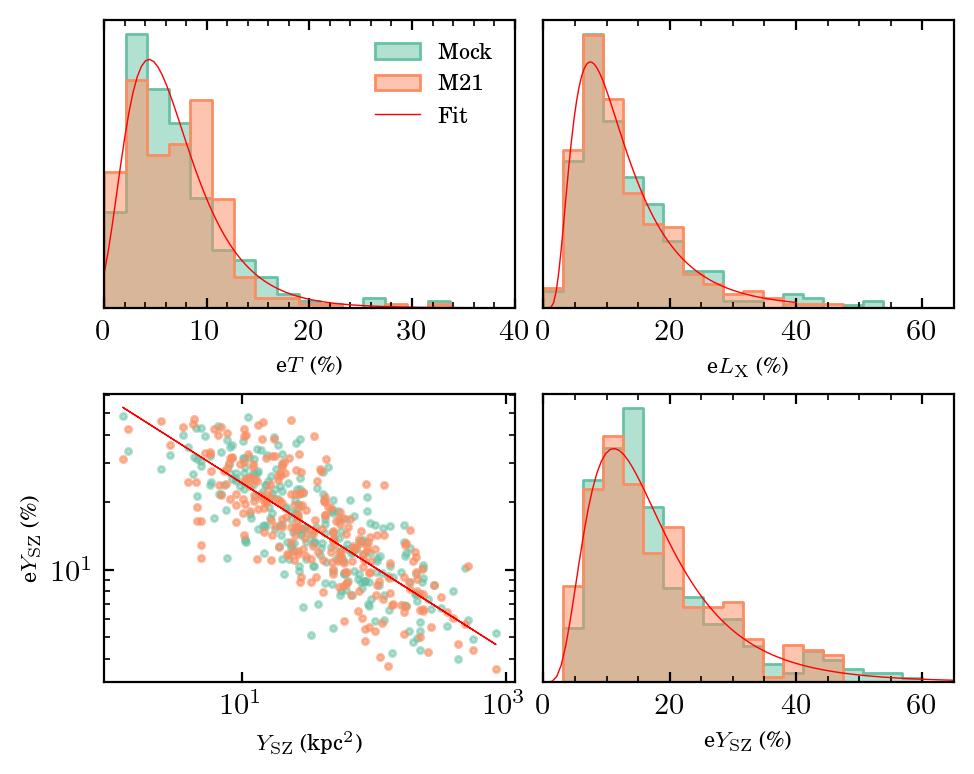 Mock
M21
Fit
0 10 20 30 40
eT (%)
0 20 40 60
eL_X (%)
10^1
eY_SZ (%)
10^1 10^3
Y_SZ (kpc^2)
0 20 40 60
eY_SZ (%)